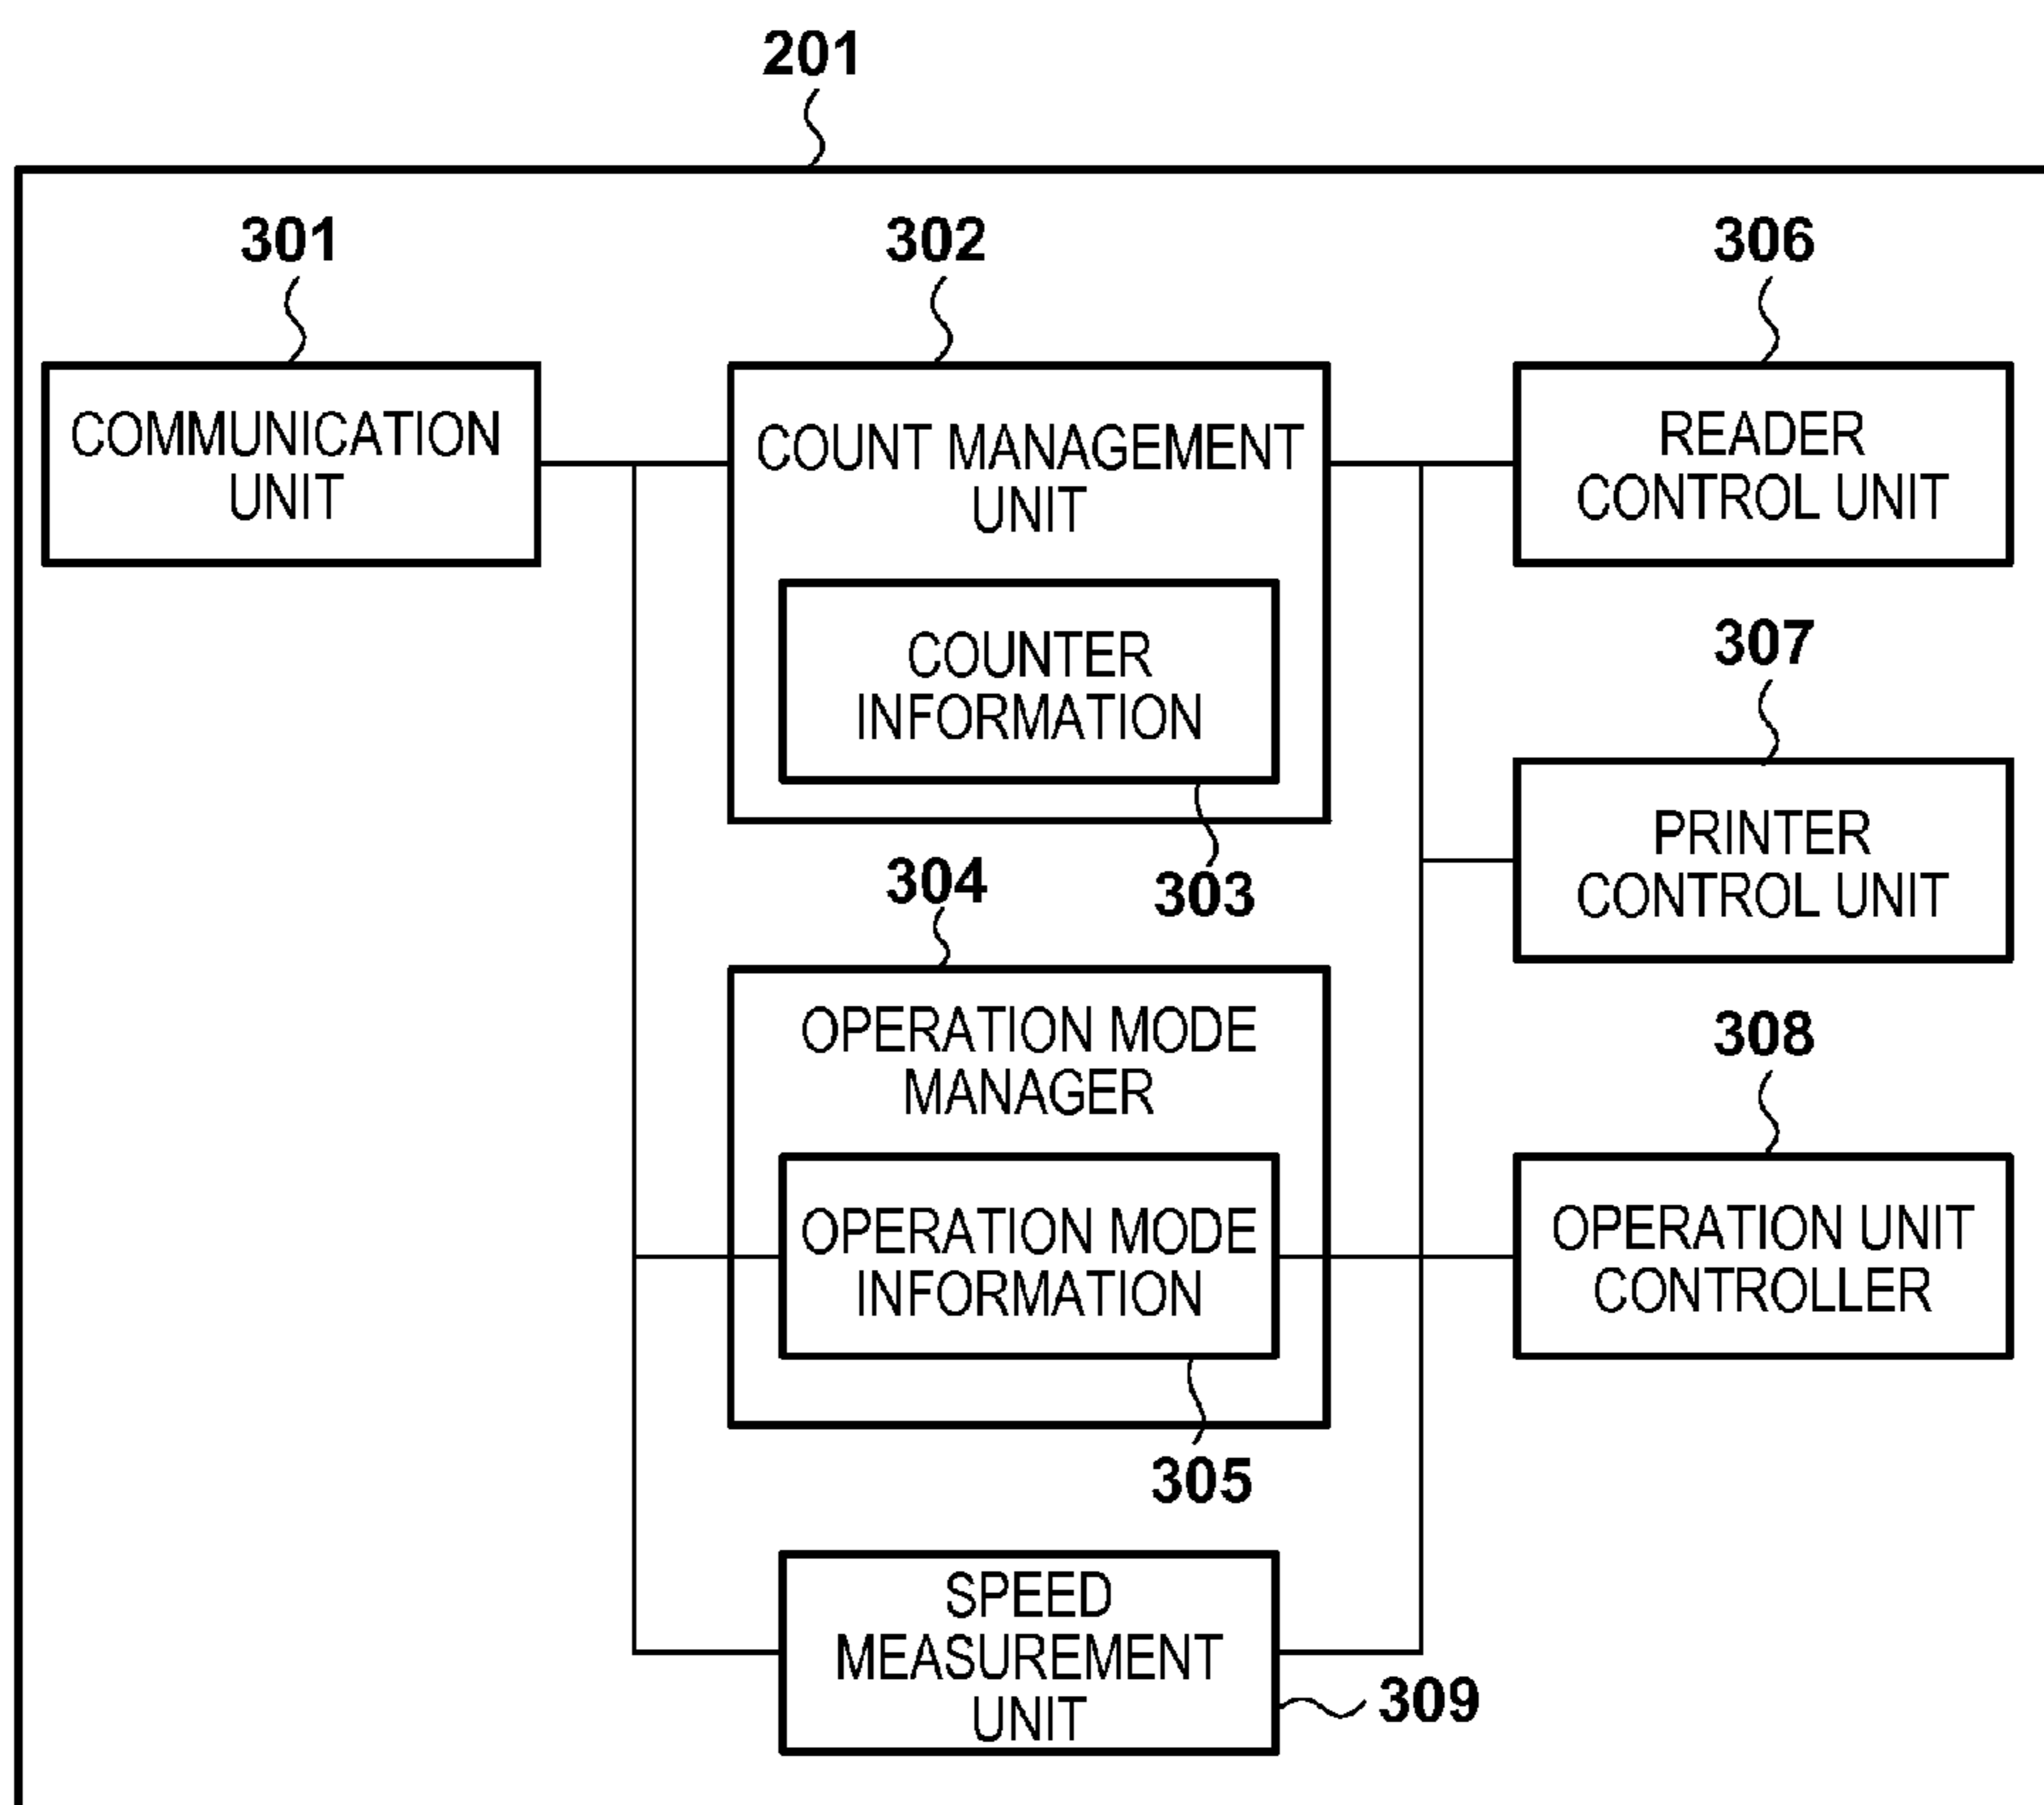 201
301
COMMUNICATION
UNIT
302
COUNT MANAGEMENT
UNIT
COUNTER
INFORMATION
303
304
OPERATION MODE
MANAGER
OPERATION MODE
INFORMATION
305
SPEED
MEASUREMENT
UNIT
309
306
READER
CONTROL UNIT
307
PRINTER
CONTROL UNIT
308
OPERATION UNIT
CONTROLLER